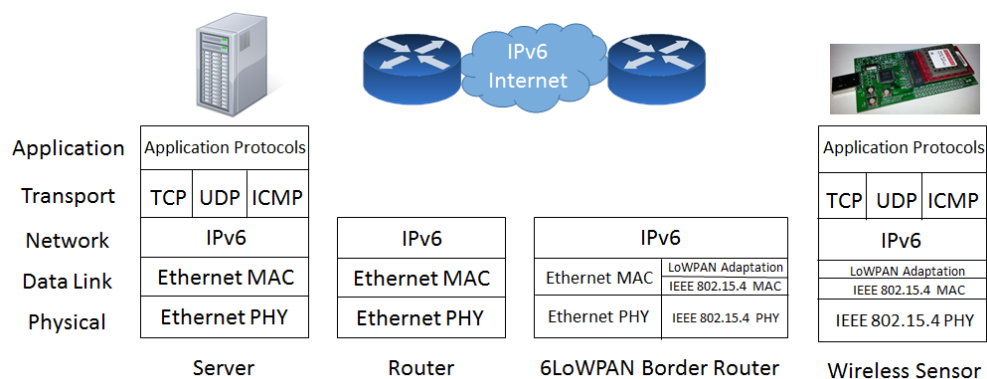 IPv6
Internet
Application
Application Protocols
Application Protocols
Transport
TCP UDP ICMP
TCP UDP ICMP
Network
IPv6
IPv6
IPv6
IPv6
Data Link
Ethernet MAC
Ethernet MAC
Ethernet MAC
LoWPAN Adaptation
IEEE 802.15.4 MAC
LoWPAN Adaptation
IEEE 802.15.4 MAC
Physical
Ethernet PHY
Ethernet PHY
Ethernet PHY
IEEE 802.15.4 PHY
IEEE 802.15.4 PHY
Server
Router
6LoWPAN Border Router
Wireless Sensor